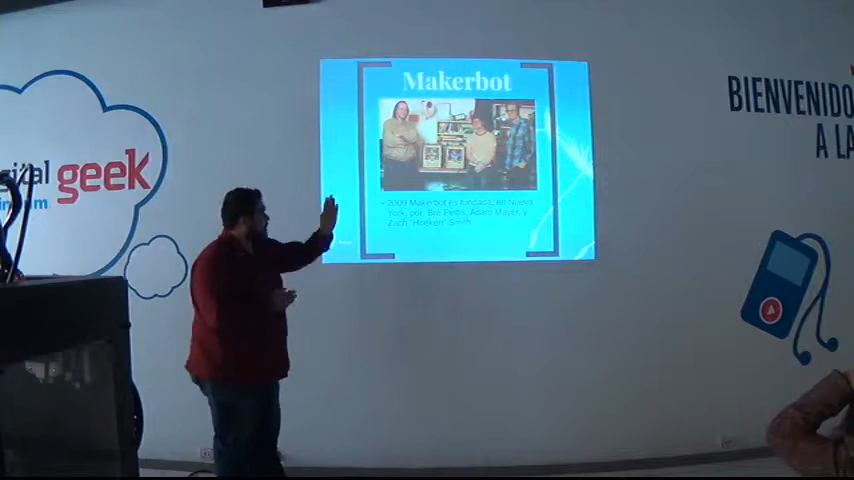 Makerbot
- 2009 Makerbot es fundada, en Nueva
York, por: Bre Pettis, Adam Mayer, y
Zach "Hoeken" Smith
geek
BIENVENIDO
A LA